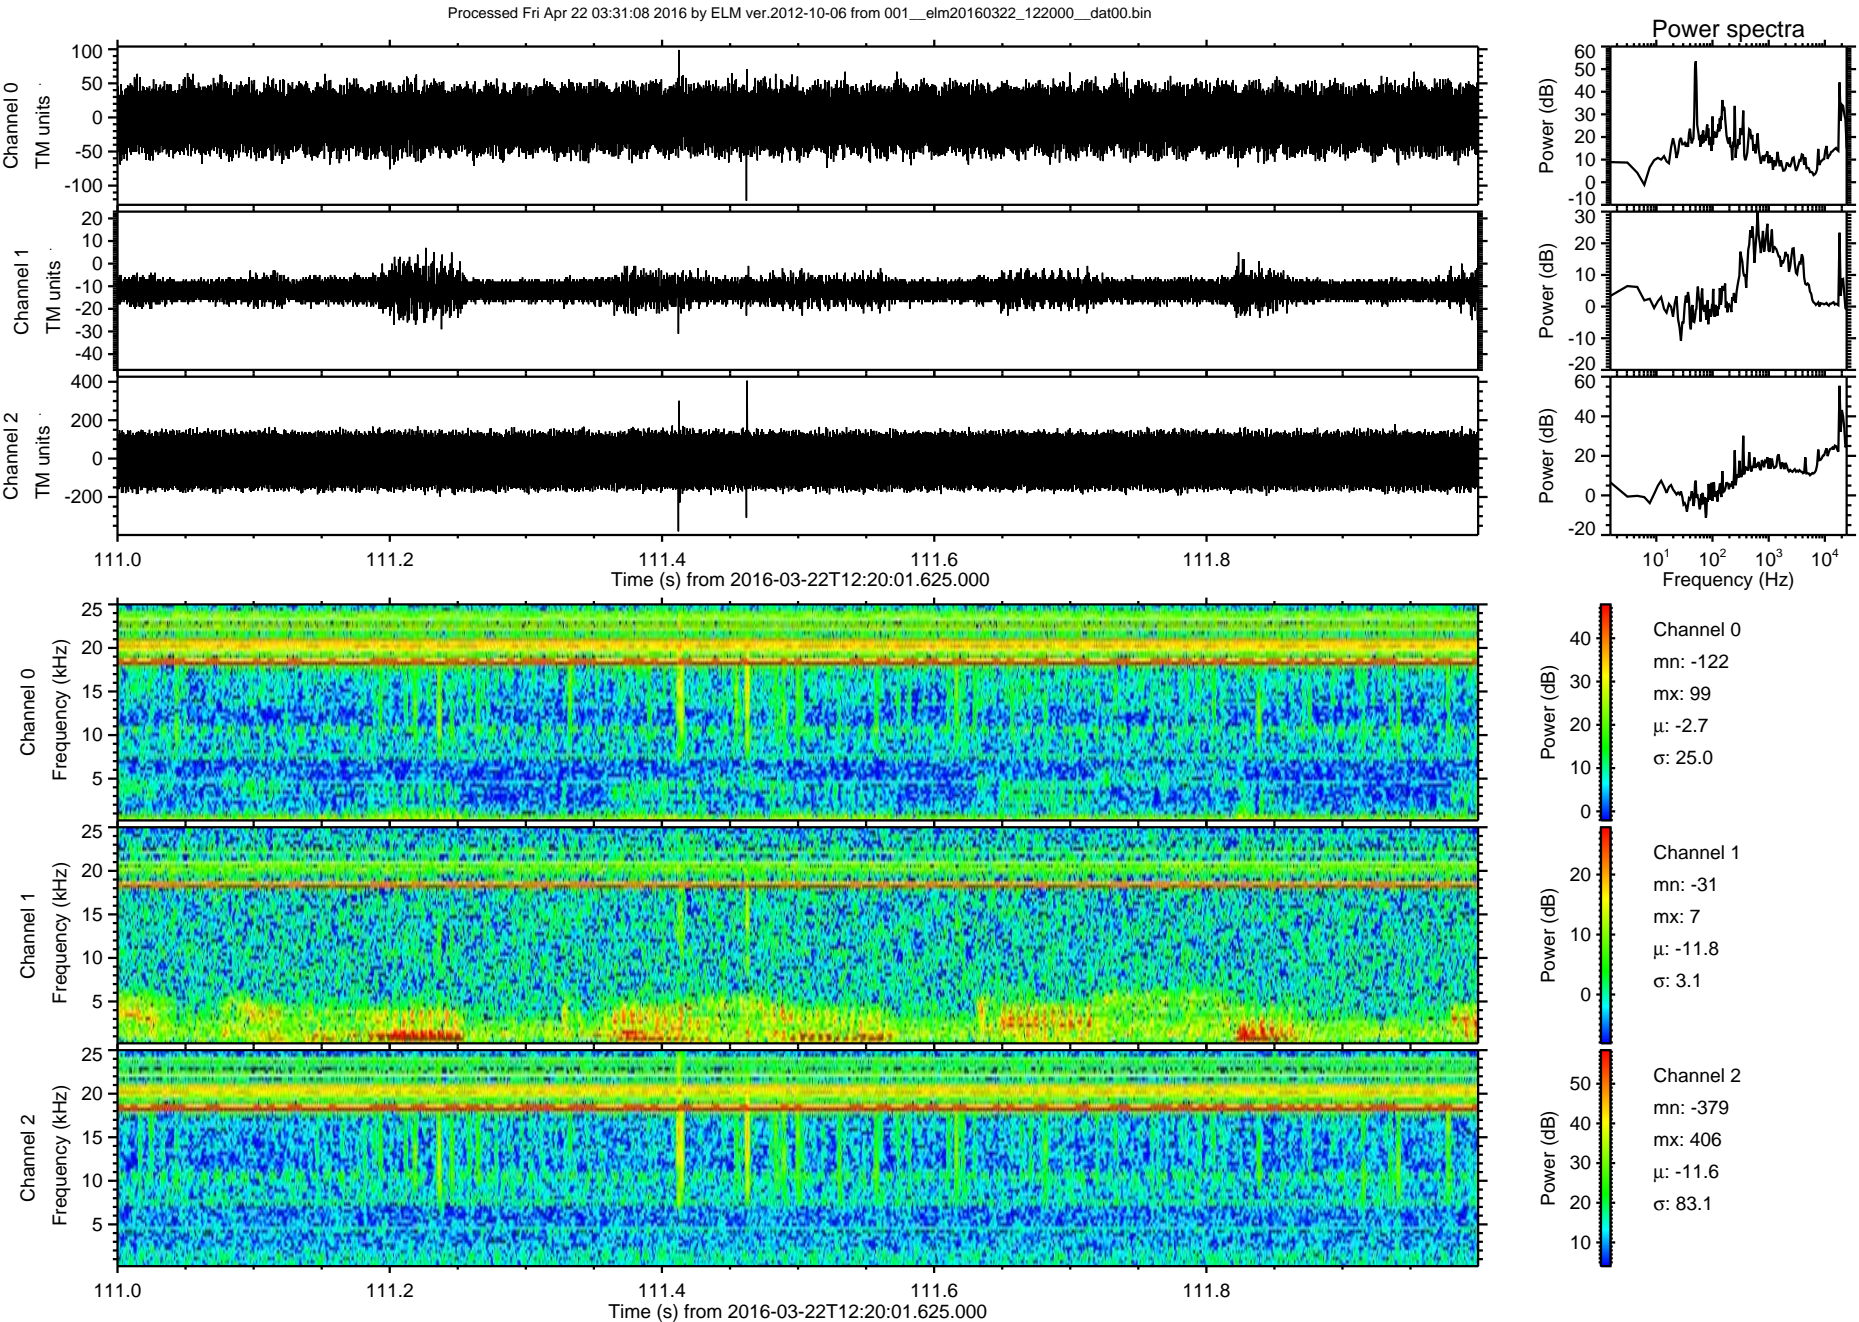 Processed Fri Apr 22 03:31:08 2016 by ELM ver.2012-10-06 from 001__elm20160322_122000__dat00.bin
Power spectra
Channel 0
TM units
100
50
0
-50
-100
Power (dB)
60
50
40
30
20
10
0
-10
Channel 1
TM units
20
10
0
-10
-20
-30
-40
Power (dB)
30
20
10
0
-10
-20
Channel 2
TM units
400
200
0
-200
Power (dB)
60
40
20
0
-20
111.0 111.2 111.4 111.6 111.8
Time (s) from 2016-03-22T12:20:01.625.000
10^1 10^2 10^3 10^4
Frequency (Hz)
Channel 0
Frequency (kHz)
25
20
15
10
5
Power (dB)
40
30
20
10
0
Channel 0
mn: -122
mx: 99
μ: -2.7
σ: 25.0
Channel 1
Frequency (kHz)
25
20
15
10
5
Power (dB)
20
10
0
Channel 1
mn: -31
mx: 7
μ: -11.8
σ: 3.1
Channel 2
Frequency (kHz)
25
20
15
10
5
Power (dB)
50
40
30
20
10
Channel 2
mn: -379
mx: 406
μ: -11.6
σ: 83.1
111.0 111.2 111.4 111.6 111.8
Time (s) from 2016-03-22T12:20:01.625.000